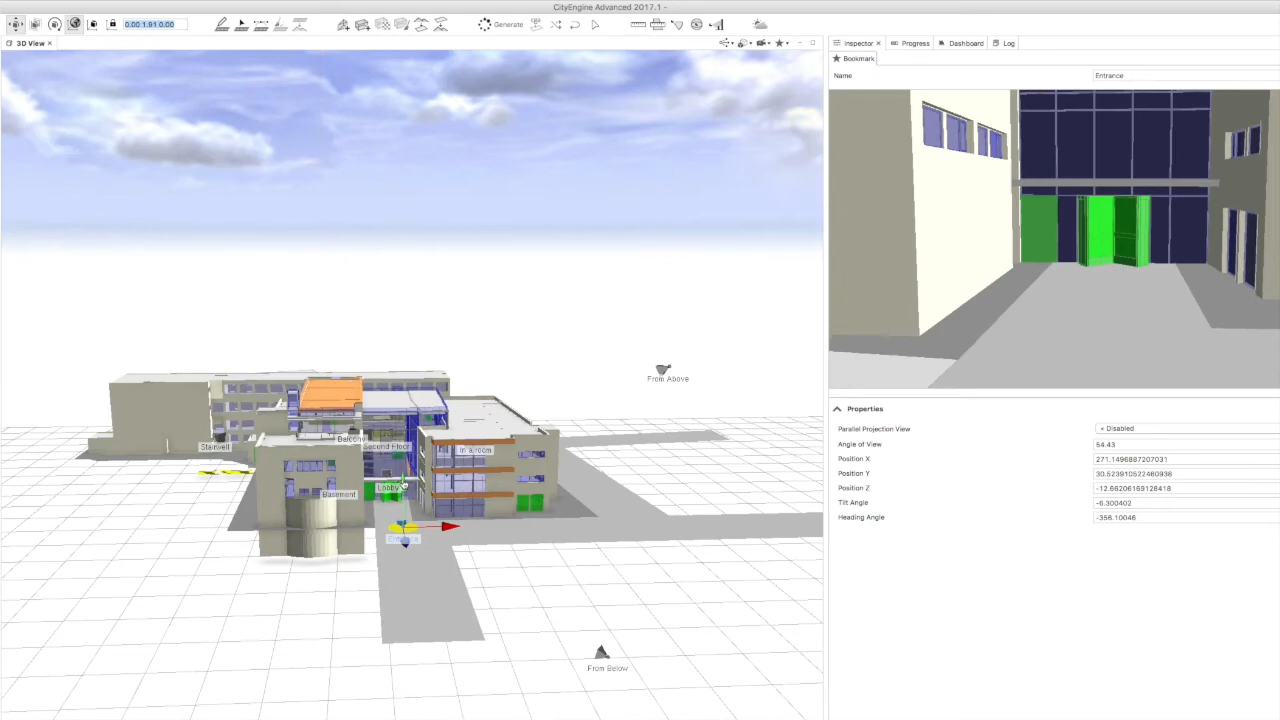 CityEngine Advanced 2017.1 -
0.00 1.91 0.00
Generate
3D View
Inspector
Progress
Dashboard
Log
Bookmark
Name
Entrance
From Above
Stairwell
Balcony
Second Floor
In a room
Lobby
Basement
Entrance
From Below
Properties
Parallel Projection View
× Disabled
Angle of View
54.43
Position X
271.1496887207031
Position Y
30.523910522460938
Position Z
-12.66206169128418
Tilt Angle
-6.300402
Heading Angle
-356.10046